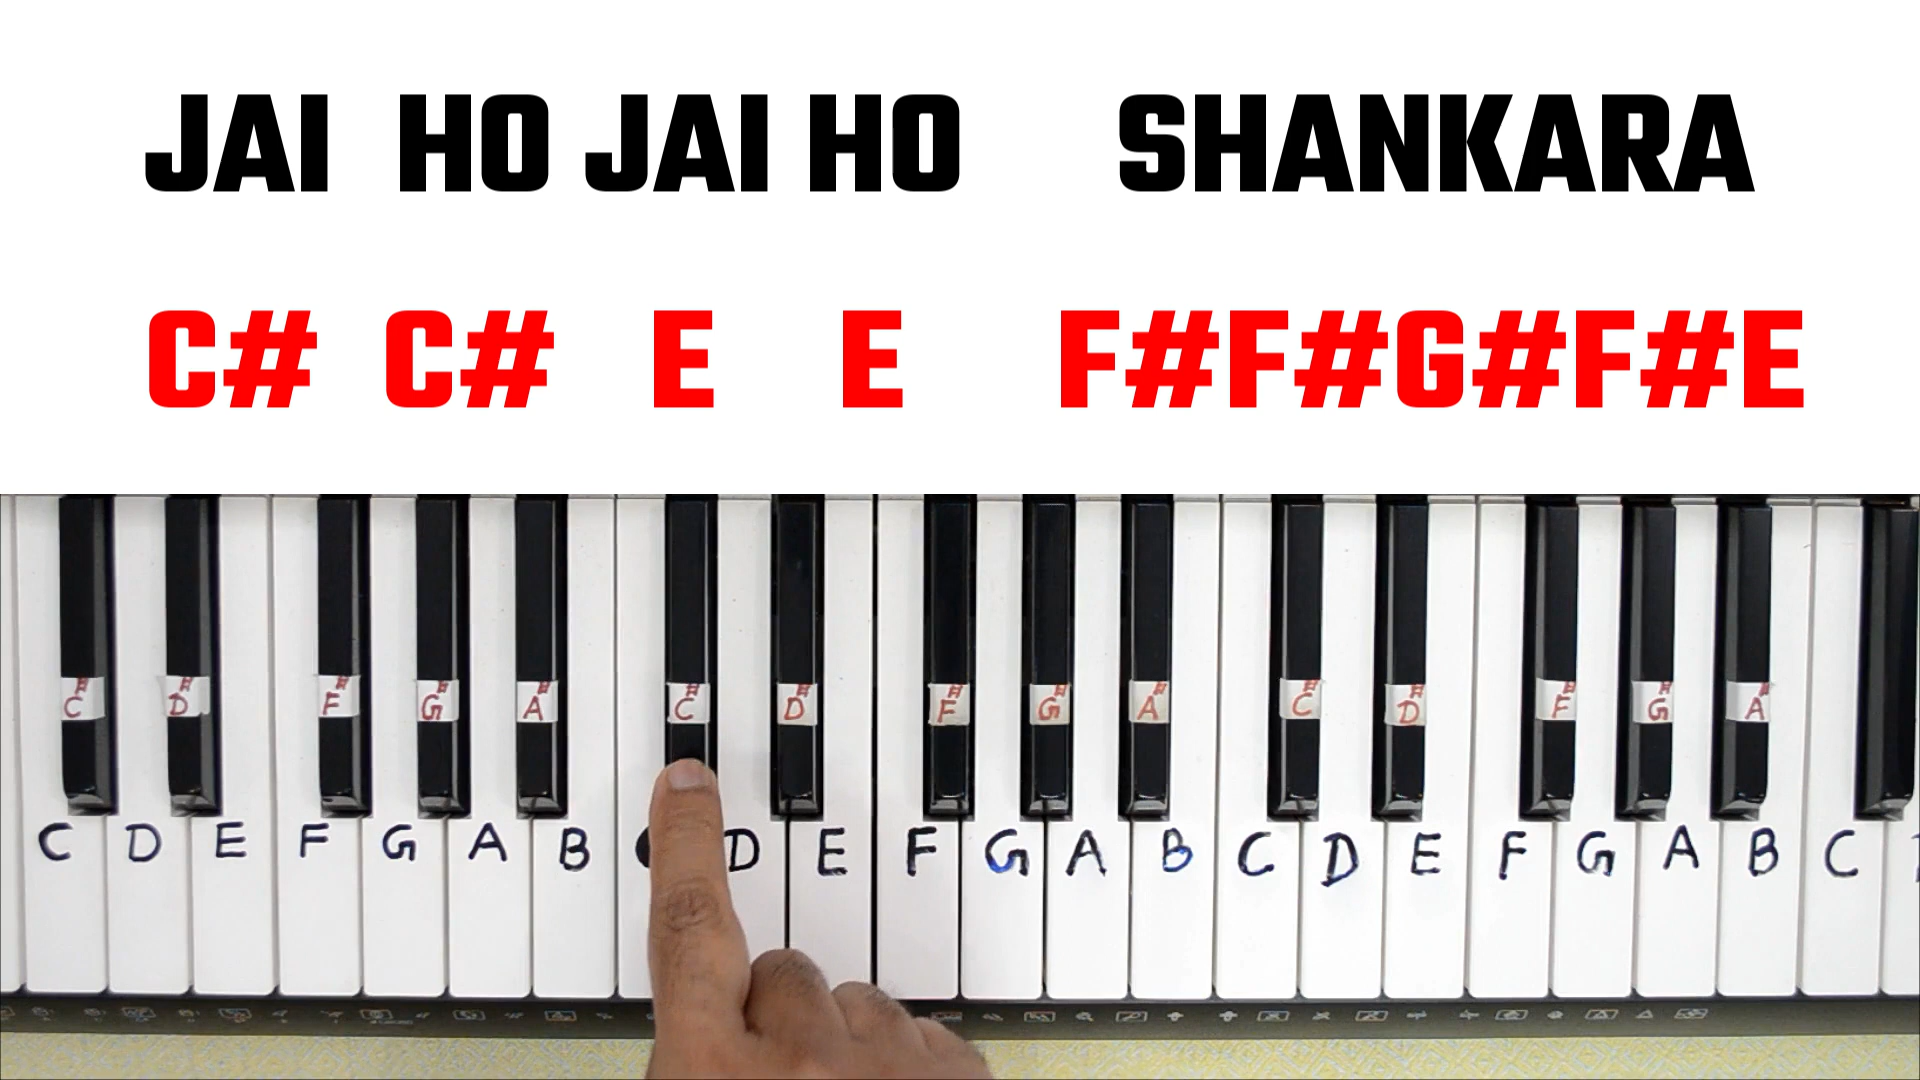 JAI HO JAI HO SHANKARA
C# C# E E F#F#G#F#E
C# D# F# G# A# C# D# F# G# A# C# D# F# G# A#
C D E F G A B D E F G A B C D E F G A B C